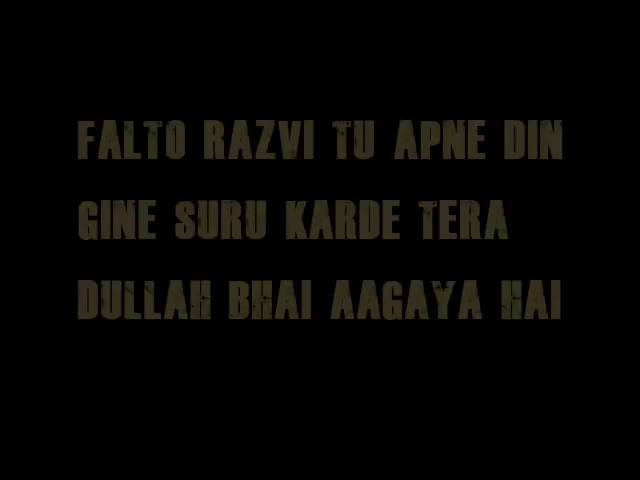 FALTO RAZVI TU APNE DIN
GINE SURU KARDE TERA
DULLAH BHAI AAGAYA HAI